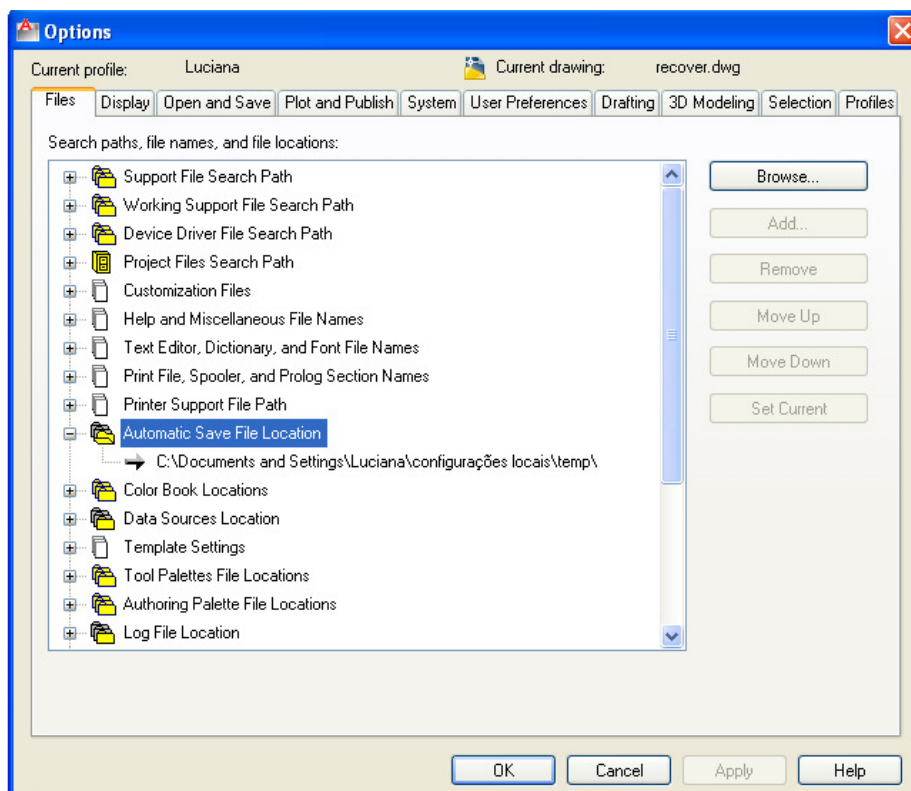 Options
Current profile: Luciana Current drawing: recover.dwg
Files Display Open and Save Plot and Publish System User Preferences Drafting 3D Modeling Selection Profiles
Search paths, file names, and file locations:
Support File Search Path
Working Support File Search Path
Device Driver File Search Path
Project Files Search Path
Customization Files
Help and Miscellaneous File Names
Text Editor, Dictionary, and Font File Names
Print File, Spooler, and Prolog Section Names
Printer Support File Path
Automatic Save File Location
C:\Documents and Settings\Luciana\configurações locais\temp\
Color Book Locations
Data Sources Location
Template Settings
Tool Palettes File Locations
Authoring Palette File Locations
Log File Location
Browse...
Add...
Remove
Move Up
Move Down
Set Current
OK Cancel Apply Help